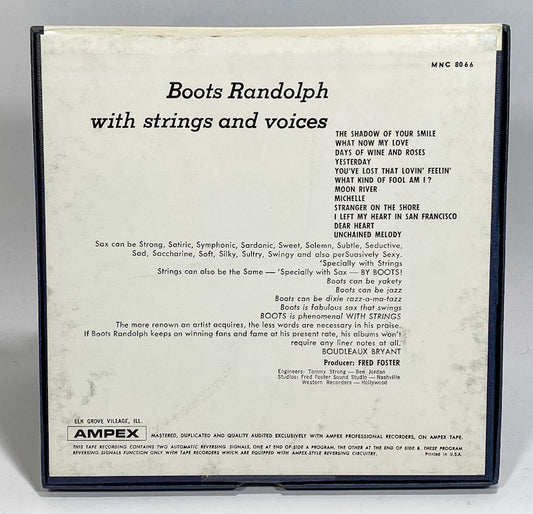 MNC 8066
Boots Randolph
with strings and voices
THE SHADOW OF YOUR SMILE
WHAT NOW MY LOVE
DAYS OF WINE AND ROSES
YESTERDAY
YOU'VE LOST THAT LOVIN' FEELIN'
WHAT KIND OF FOOL AM I?
MOON RIVER
MICHELLE
STRANGER ON THE SHORE
I LEFT MY HEART IN SAN FRANCISCO
DEAR HEART
UNCHAINED MELODY
Sax can be Strong, Satiric, Symphonic, Sardonic, Sweet, Solemn, Subtle, Seductive,
Sad, Saccharine, Soft, Silky, Sultry, Swingy and also perSuasively Sexy.
'Specially with Strings
Strings can also be the Same — 'Specially with Sax — BY BOOTS!
Boots can be yakety
Boots can be jazz
Boots can be dixie razz-a-ma-tazz
Boots is fabulous sax that swings
BOOTS is phenomenal WITH STRINGS
The more renown an artist acquires, the less words are necessary in his praise.
If Boots Randolph keeps on winning fans and fame at his present rate, his albums won't
require any liner notes at all.
BOUDLEAUX BRYANT
Producer: FRED FOSTER
Engineers: Tommy Strong — Ben Jordan
Studios: Fred Foster Sound Studio — Nashville
Western Recorders — Hollywood
ELK GROVE VILLAGE, ILL.
AMPEX MASTERED, DUPLICATED AND QUALITY AUDITED EXCLUSIVELY WITH AMPEX PROFESSIONAL RECORDERS, ON AMPEX TAPE.
THIS TAPE RECORDING CONTAINS TWO AUTOMATIC REVERSING SIGNALS, ONE AT END OF SIDE A PROGRAM, THE OTHER AT THE END OF SIDE B. THESE PROGRAM
REVERSING SIGNALS FUNCTION ONLY WITH TAPE RECORDERS WHICH ARE EQUIPPED WITH AMPEX-STYLE REVERSING CIRCUITRY. Printed in U.S.A.